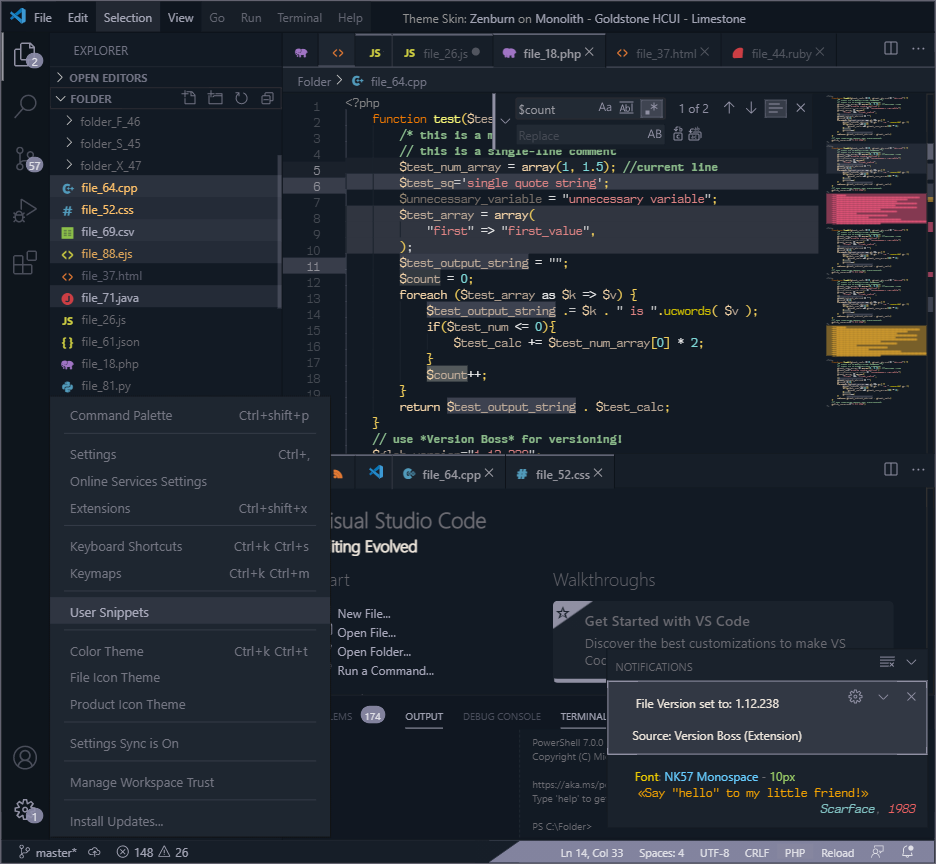 File Edit Selection View Go Run Terminal Help
Theme Skin: Zenburn on Monolith - Goldstone HCUI - Limestone
2
57
1
EXPLORER
OPEN EDITORS
FOLDER
folder_F_46
folder_S_45
folder_X_47
file_64.cpp
file_52.css
file_69.csv
file_88.ejs
file_37.html
file_71.java
file_26.js
file_61.json
file_18.php
file_81.py
JS
JS file_26.js
file_18.php
file_37.html
file_44.ruby
Folder > file_64.cpp
$count
Aa ab .* 1 of 2
Replace
AB
1 <?php
2 function test($tes
3 /* this is a m
4 // this is a single-line comment
5 $test_num_array = array(1, 1.5); //current line
6 $test_sq='single quote string';
7 $unnecessary_variable = "unnecessary variable";
8 $test_array = array(
9 "first" => "first_value",
10 );
11 $test_output_string = "";
12 $count = 0;
13 foreach ($test_array as $k => $v) {
14 $test_output_string .= $k . " is ".ucwords( $v );
15 if($test_num <= 0){
16 $test_calc += $test_num_array[0] * 2;
17 }
18 $count++;
19 }
return $test_output_string . $test_calc;
}
// use *Version Boss* for versioning!
Command Palette Ctrl+shift+p
Settings Ctrl+,
Online Services Settings
Extensions Ctrl+shift+x
Keyboard Shortcuts Ctrl+k Ctrl+s
Keymaps Ctrl+k Ctrl+m
User Snippets
Color Theme Ctrl+k Ctrl+t
File Icon Theme
Product Icon Theme
Settings Sync is On
Manage Workspace Trust
Install Updates...
file_64.cpp
file_52.css
isual Studio Code
iting Evolved
art
New File...
Open File...
Open Folder...
Run a Command...
Walkthroughs
Get Started with VS Code
Discover the best customizations to make VS
Coc
LEMS 174 OUTPUT DEBUG CONSOLE TERMINAL
PowerShell 7.0.0
Copyright (C) Mi
https://aka.ms/p
Type 'help' to ge
PS C:\Folder>
NOTIFICATIONS
File Version set to: 1.12.238
Source: Version Boss (Extension)
Font: NK57 Monospace - 10px
«Say "hello" to my little friend!»
Scarface, 1983
master* 148 26
Ln 14, Col 33 Spaces: 4 UTF-8 CRLF PHP Reload